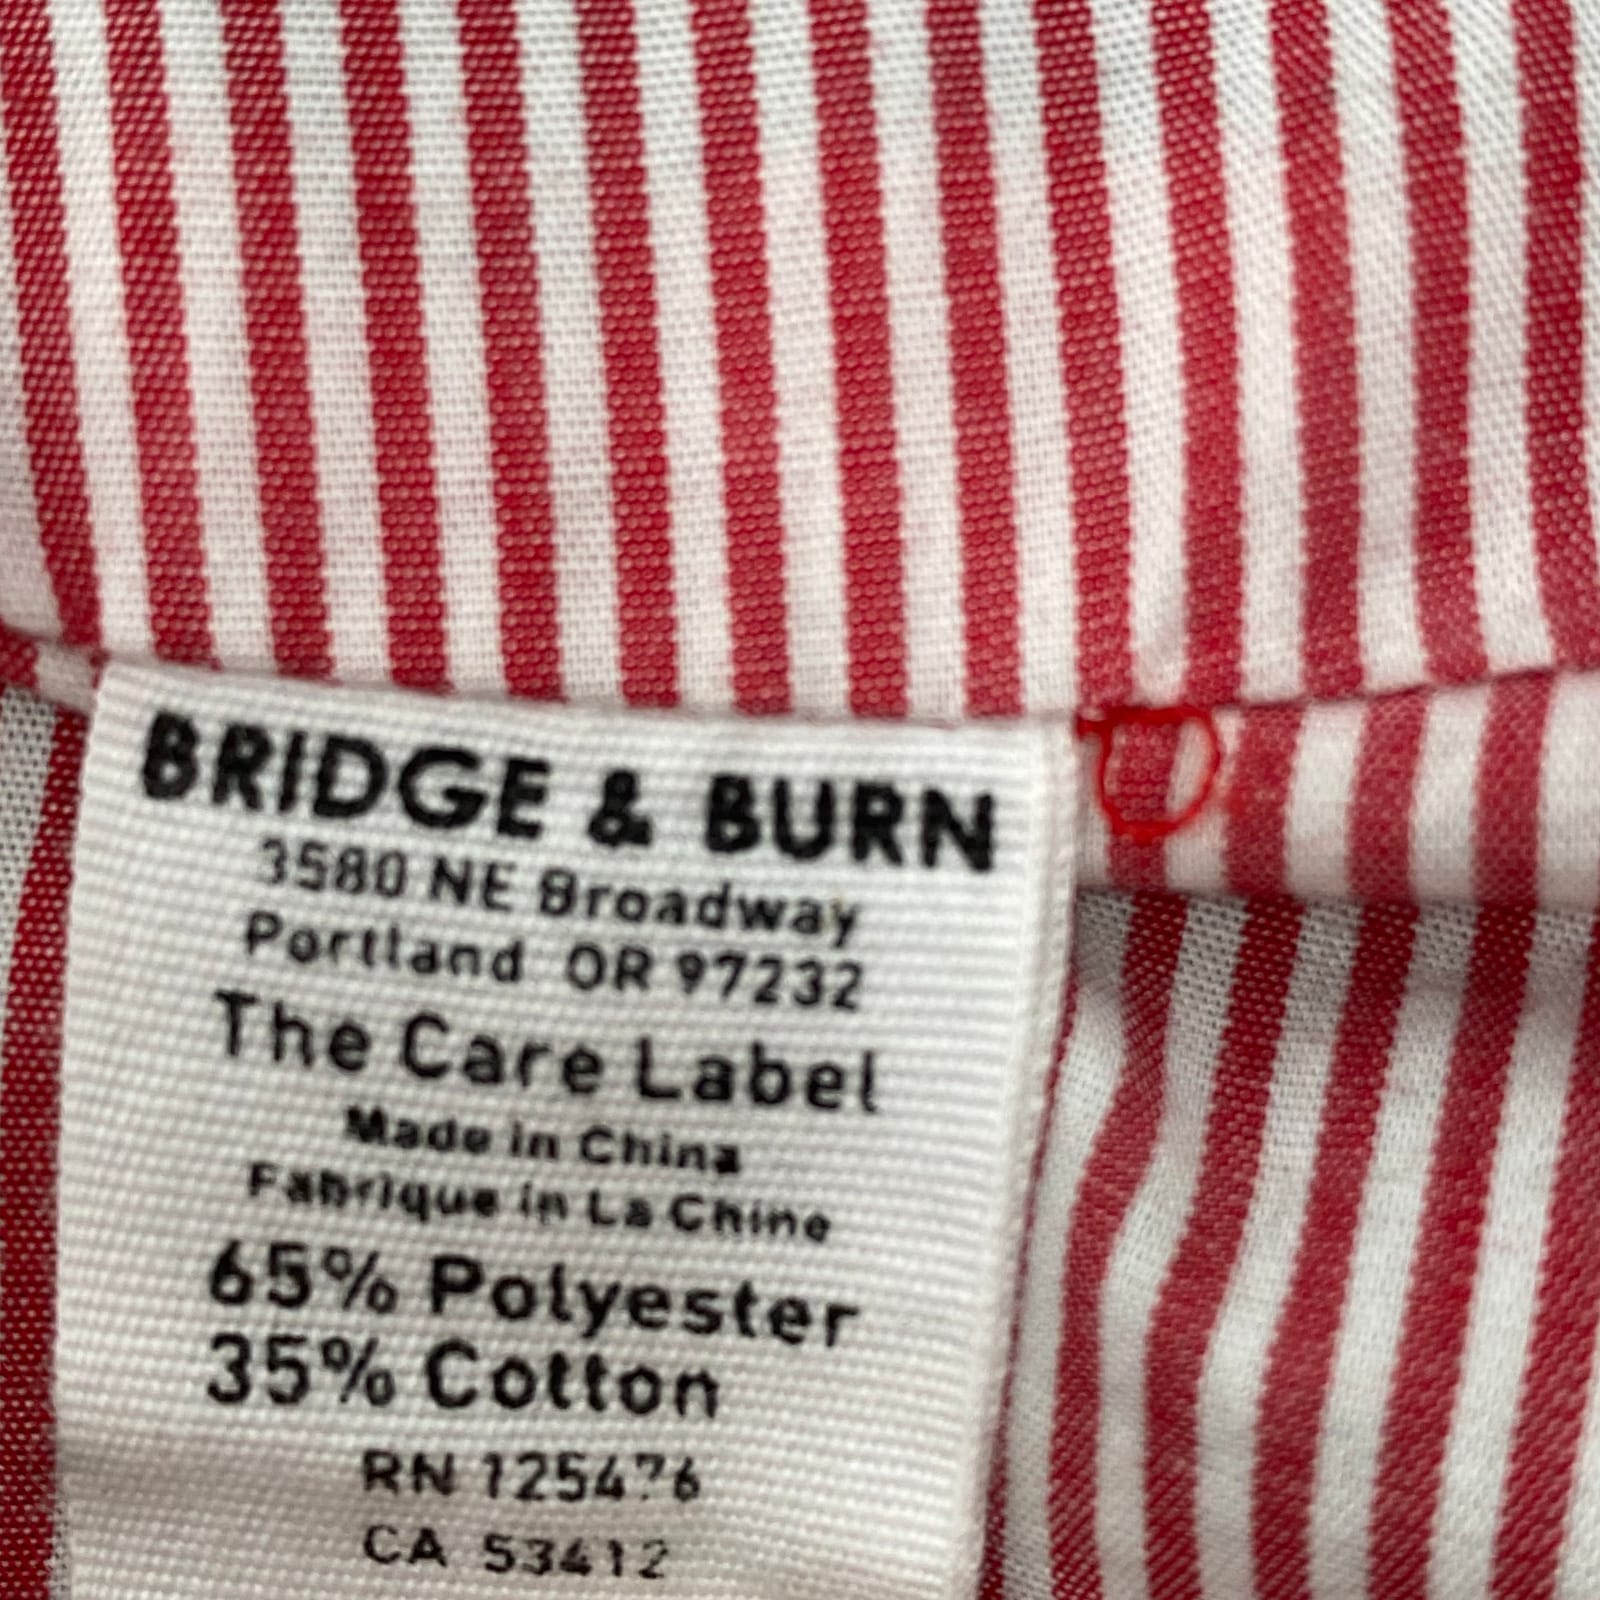 BRIDGE & BURN
3580 NE Broadway
Portland OR 97232
The Care Label
Made in China
Fabrique in La Chine
65% Polyester
35% Cotton
RN 125476
CA 53412